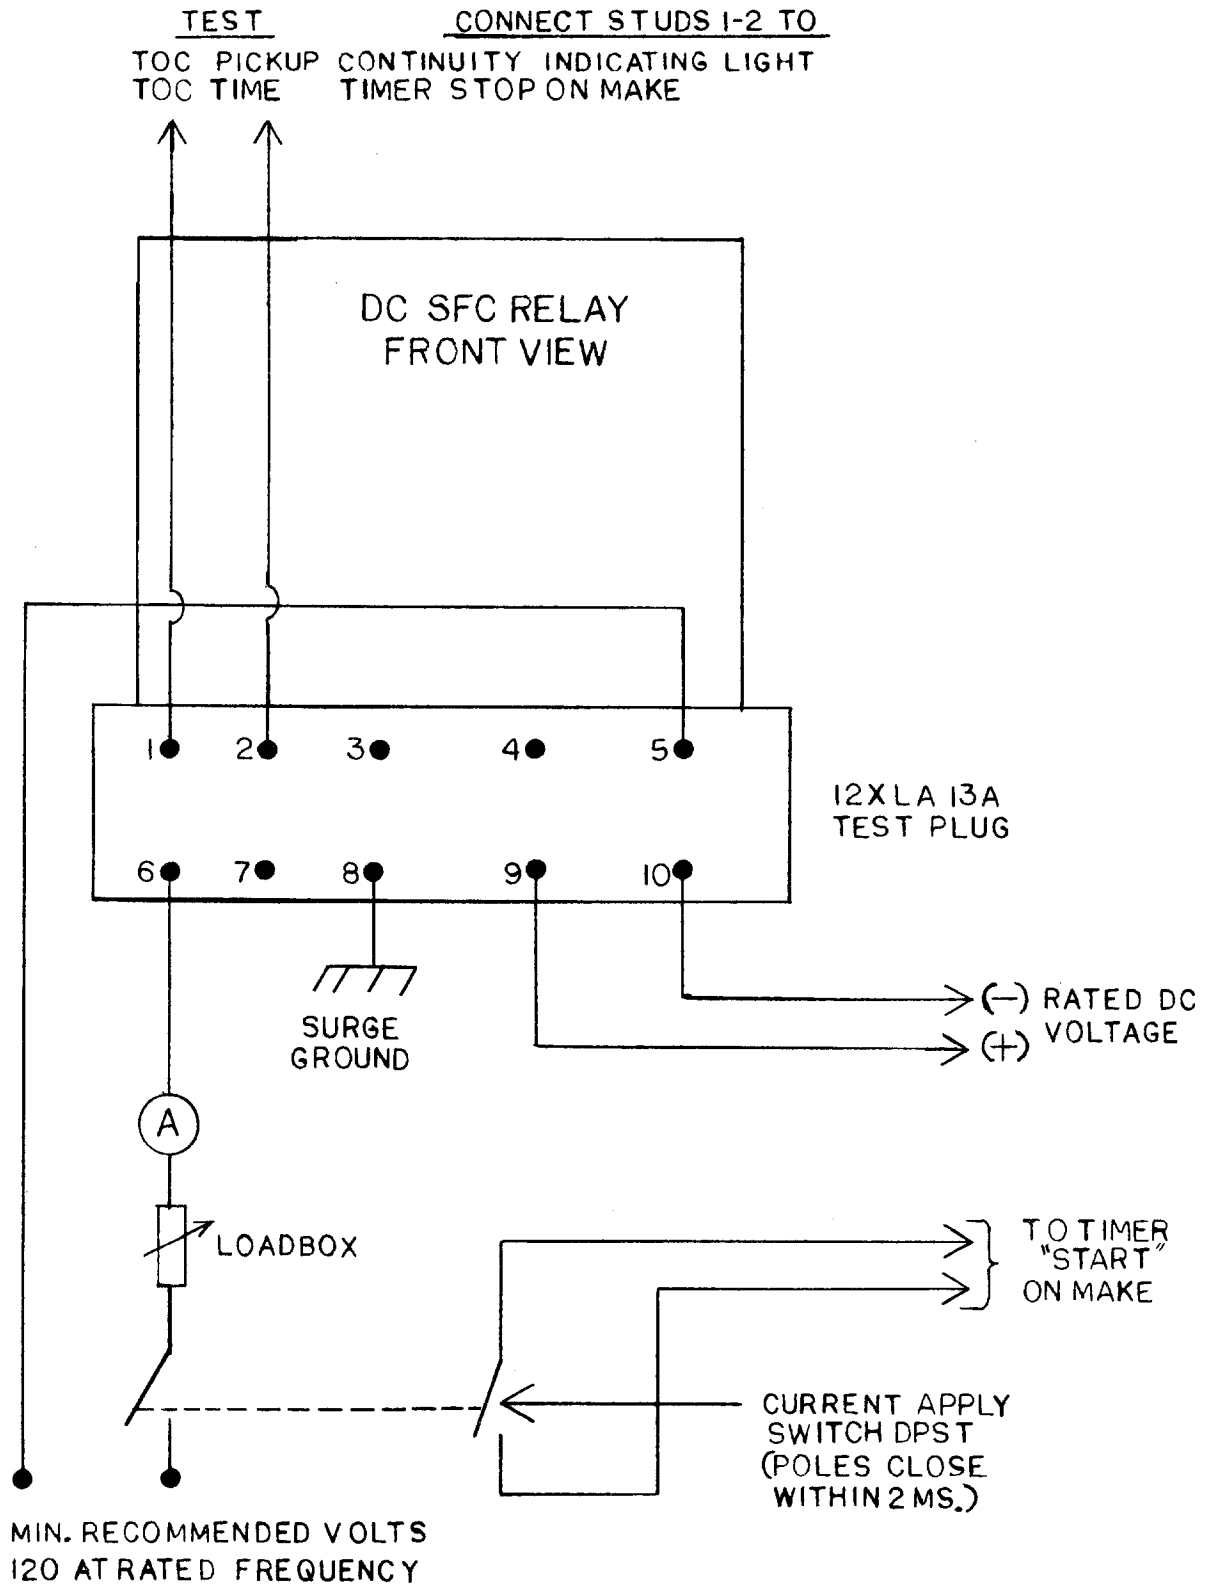 TEST CONNECT STUDS 1-2 TO
TOC PICKUP CONTINUITY INDICATING LIGHT
TOC TIME TIMER STOP ON MAKE
DC SFC RELAY
FRONT VIEW
1 2 3 4 5
12XLA 13A
TEST PLUG
6 7 8 9 10
SURGE
GROUND
(−) RATED DC
(+) VOLTAGE
A
LOADBOX
TO TIMER
"START"
ON MAKE
CURRENT APPLY
SWITCH DPST
(POLES CLOSE
WITHIN 2 MS.)
MIN. RECOMMENDED VOLTS
120 AT RATED FREQUENCY